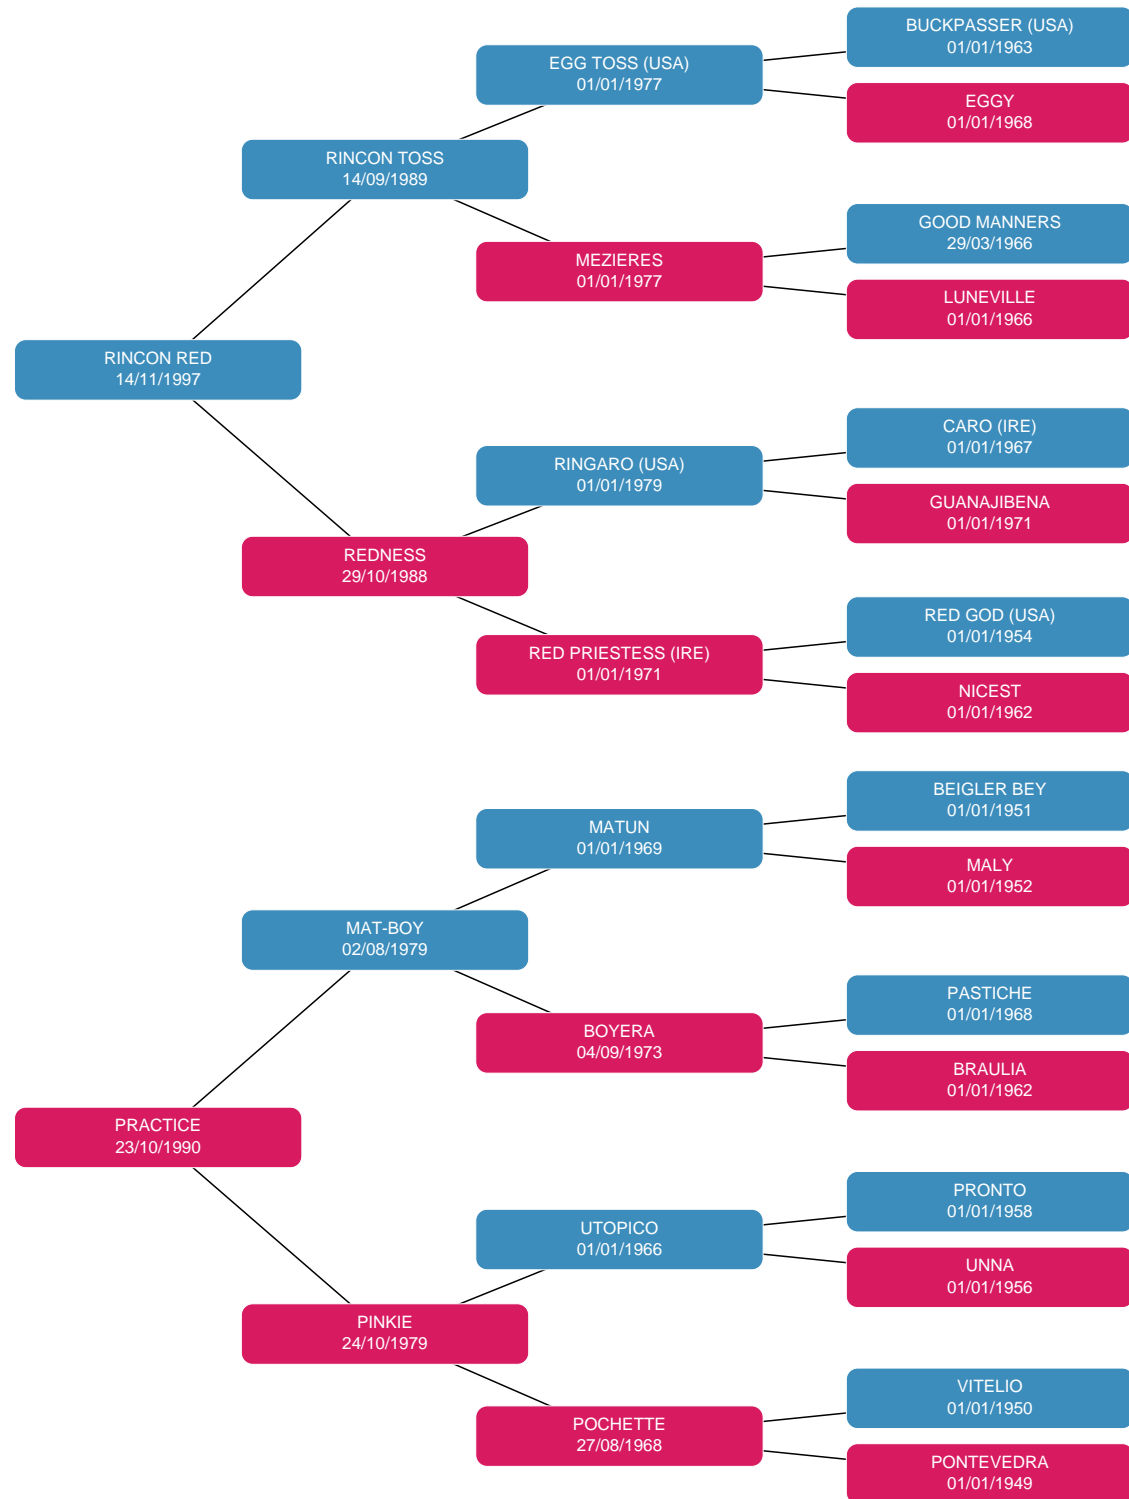 BUCKPASSER (USA)
01/01/1963
EGG TOSS (USA)
01/01/1977
EGGY
01/01/1968
RINCON TOSS
14/09/1989
GOOD MANNERS
29/03/1966
MEZIERES
01/01/1977
LUNEVILLE
01/01/1966
RINCON RED
14/11/1997
CARO (IRE)
01/01/1967
RINGARO (USA)
01/01/1979
GUANAJIBENA
01/01/1971
REDNESS
29/10/1988
RED GOD (USA)
01/01/1954
RED PRIESTESS (IRE)
01/01/1971
NICEST
01/01/1962
BEIGLER BEY
01/01/1951
MATUN
01/01/1969
MALY
01/01/1952
MAT-BOY
02/08/1979
PASTICHE
01/01/1968
BOYERA
04/09/1973
BRAULIA
01/01/1962
PRACTICE
23/10/1990
PRONTO
01/01/1958
UTOPICO
01/01/1966
UNNA
01/01/1956
PINKIE
24/10/1979
VITELIO
01/01/1950
POCHETTE
27/08/1968
PONTEVEDRA
01/01/1949